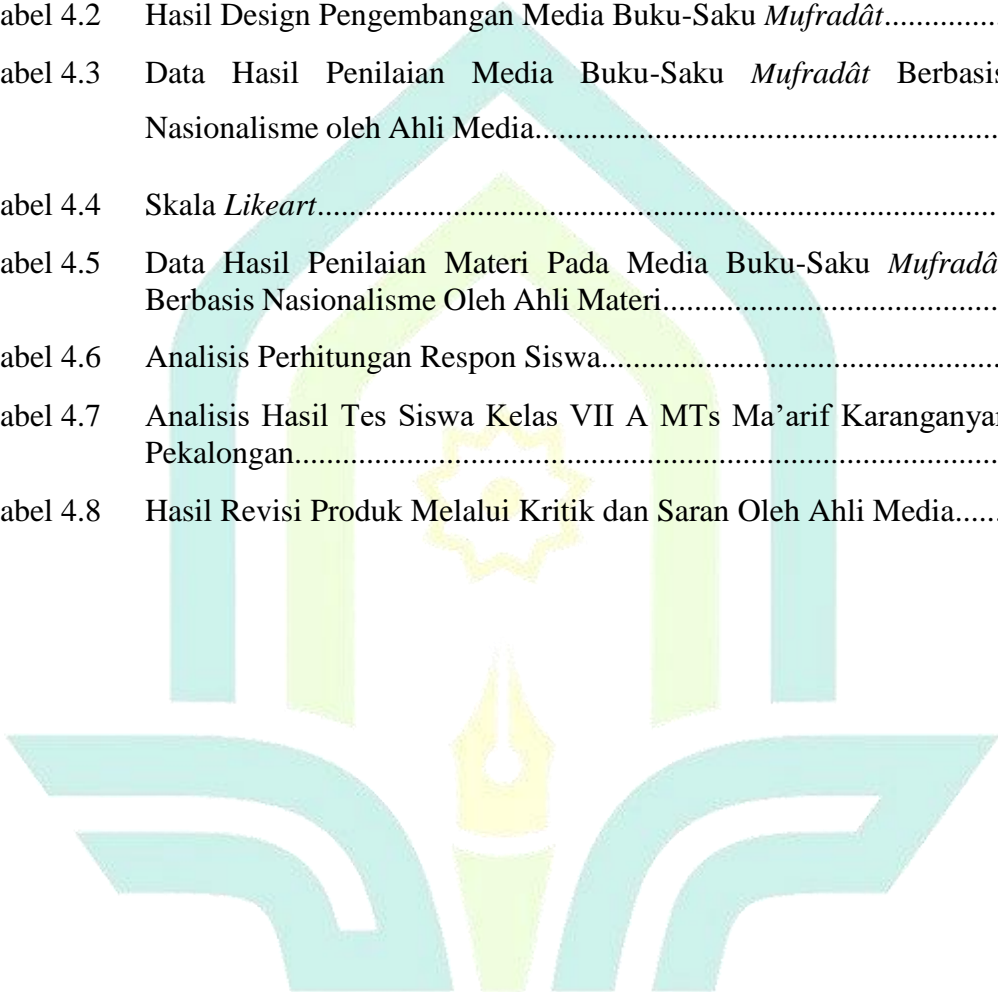 abel 4.2 Hasil Design Pengembangan Media Buku-Saku Mufradât................
abel 4.3 Data Hasil Penilaian Media Buku-Saku Mufradât Berbasis
Nasionalisme oleh Ahli Media..........................................................
abel 4.4 Skala Likeart.......................................................................................
abel 4.5 Data Hasil Penilaian Materi Pada Media Buku-Saku Mufradâ
Berbasis Nasionalisme Oleh Ahli Materi...........................................
abel 4.6 Analisis Perhitungan Respon Siswa..................................................
abel 4.7 Analisis Hasil Tes Siswa Kelas VII A MTs Ma’arif Karanganyar
Pekalongan.........................................................................................
abel 4.8 Hasil Revisi Produk Melalui Kritik dan Saran Oleh Ahli Media......